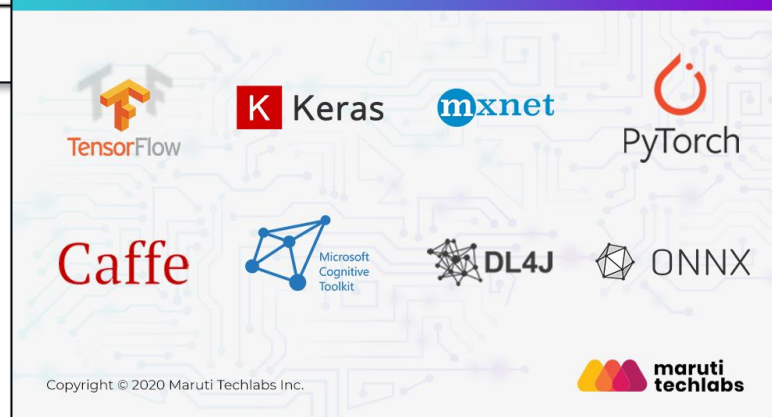 TensorFlow
K Keras
mxnet
PyTorch
Caffe
Microsoft
Cognitive
Toolkit
DL4J
ONNX
Copyright © 2020 Maruti Techlabs Inc.
maruti
techlabs